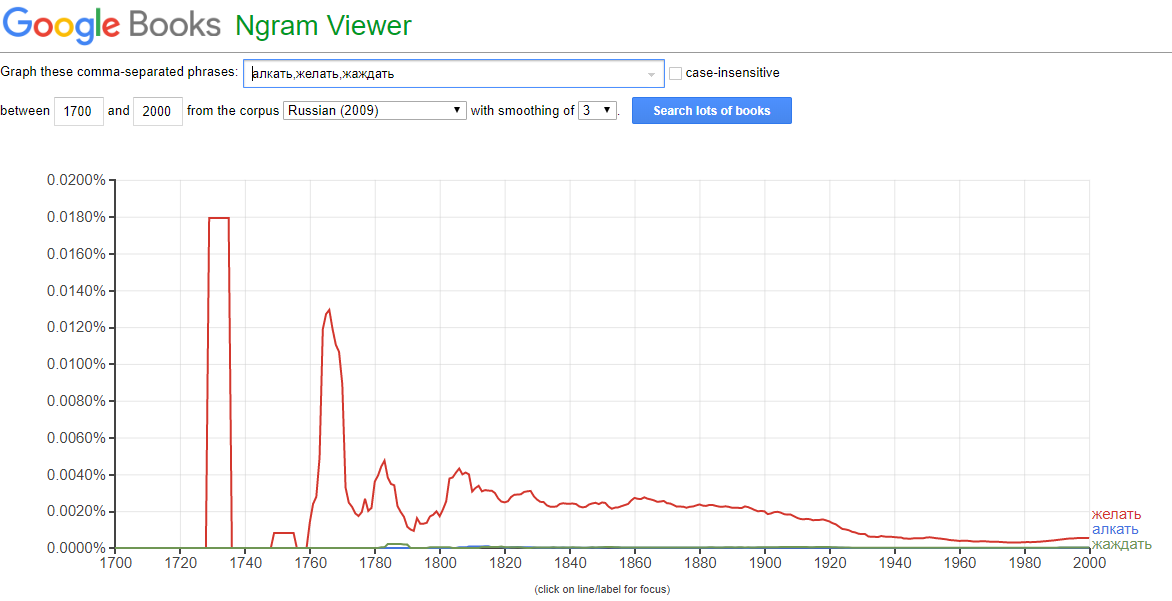 Google Books Ngram Viewer
Graph these comma-separated phrases: алкать,желать,жаждать case-insensitive
between 1700 and 2000 from the corpus Russian (2009) with smoothing of 3 . Search lots of books
0.0200%
0.0180%
0.0160%
0.0140%
0.0120%
0.0100%
0.0080%
0.0060%
0.0040%
0.0020%
0.0000%
желать
алкать
жаждать
1700 1720 1740 1760 1780 1800 1820 1840 1860 1880 1900 1920 1940 1960 1980 2000
(click on line/label for focus)